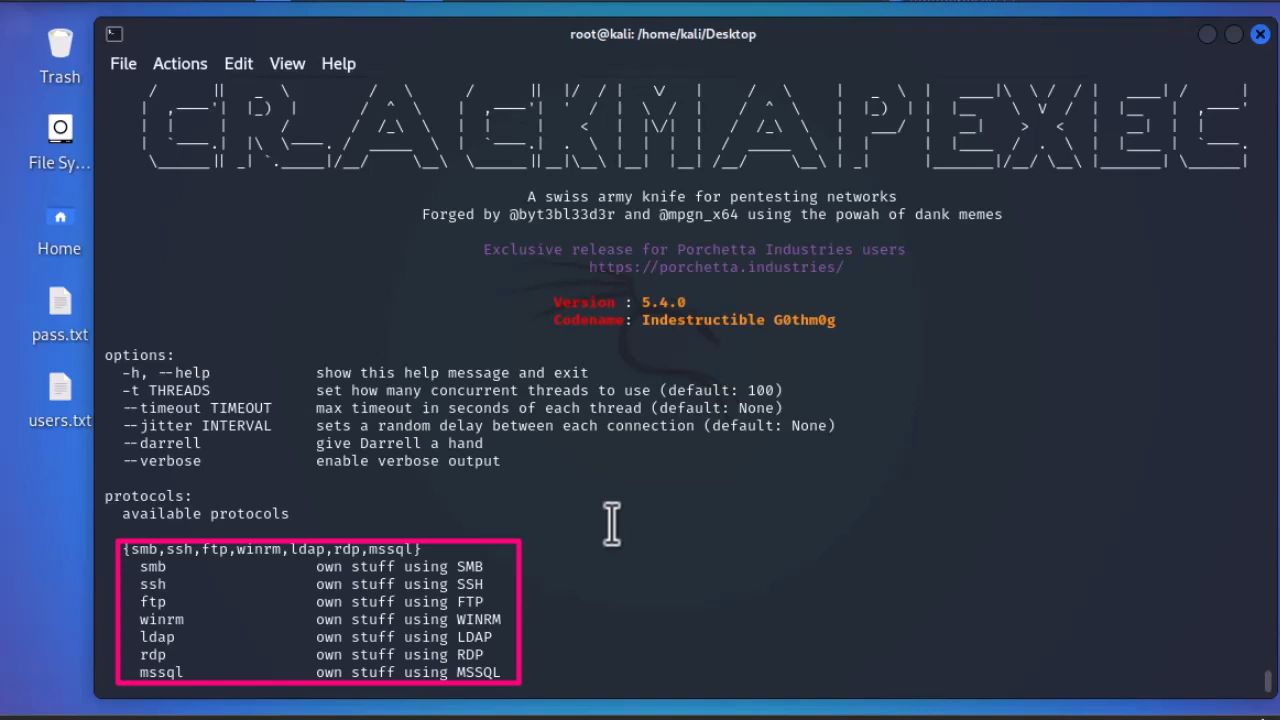 root@kali: /home/kali/Desktop
File Actions Edit View Help
Trash
File Sy...
Home
pass.txt
users.txt
CRACKMAPEXEC
A swiss army knife for pentesting networks
Forged by @byt3bl33d3r and @mpgn_x64 using the powah of dank memes
Exclusive release for Porchetta Industries users
https://porchetta.industries/
Version : 5.4.0
Codename: Indestructible G0thm0g
options:
-h, --help show this help message and exit
-t THREADS set how many concurrent threads to use (default: 100)
--timeout TIMEOUT max timeout in seconds of each thread (default: None)
--jitter INTERVAL sets a random delay between each connection (default: None)
--darrell give Darrell a hand
--verbose enable verbose output
protocols:
available protocols
{smb,ssh,ftp,winrm,ldap,rdp,mssql}
smb own stuff using SMB
ssh own stuff using SSH
ftp own stuff using FTP
winrm own stuff using WINRM
ldap own stuff using LDAP
rdp own stuff using RDP
mssql own stuff using MSSQL